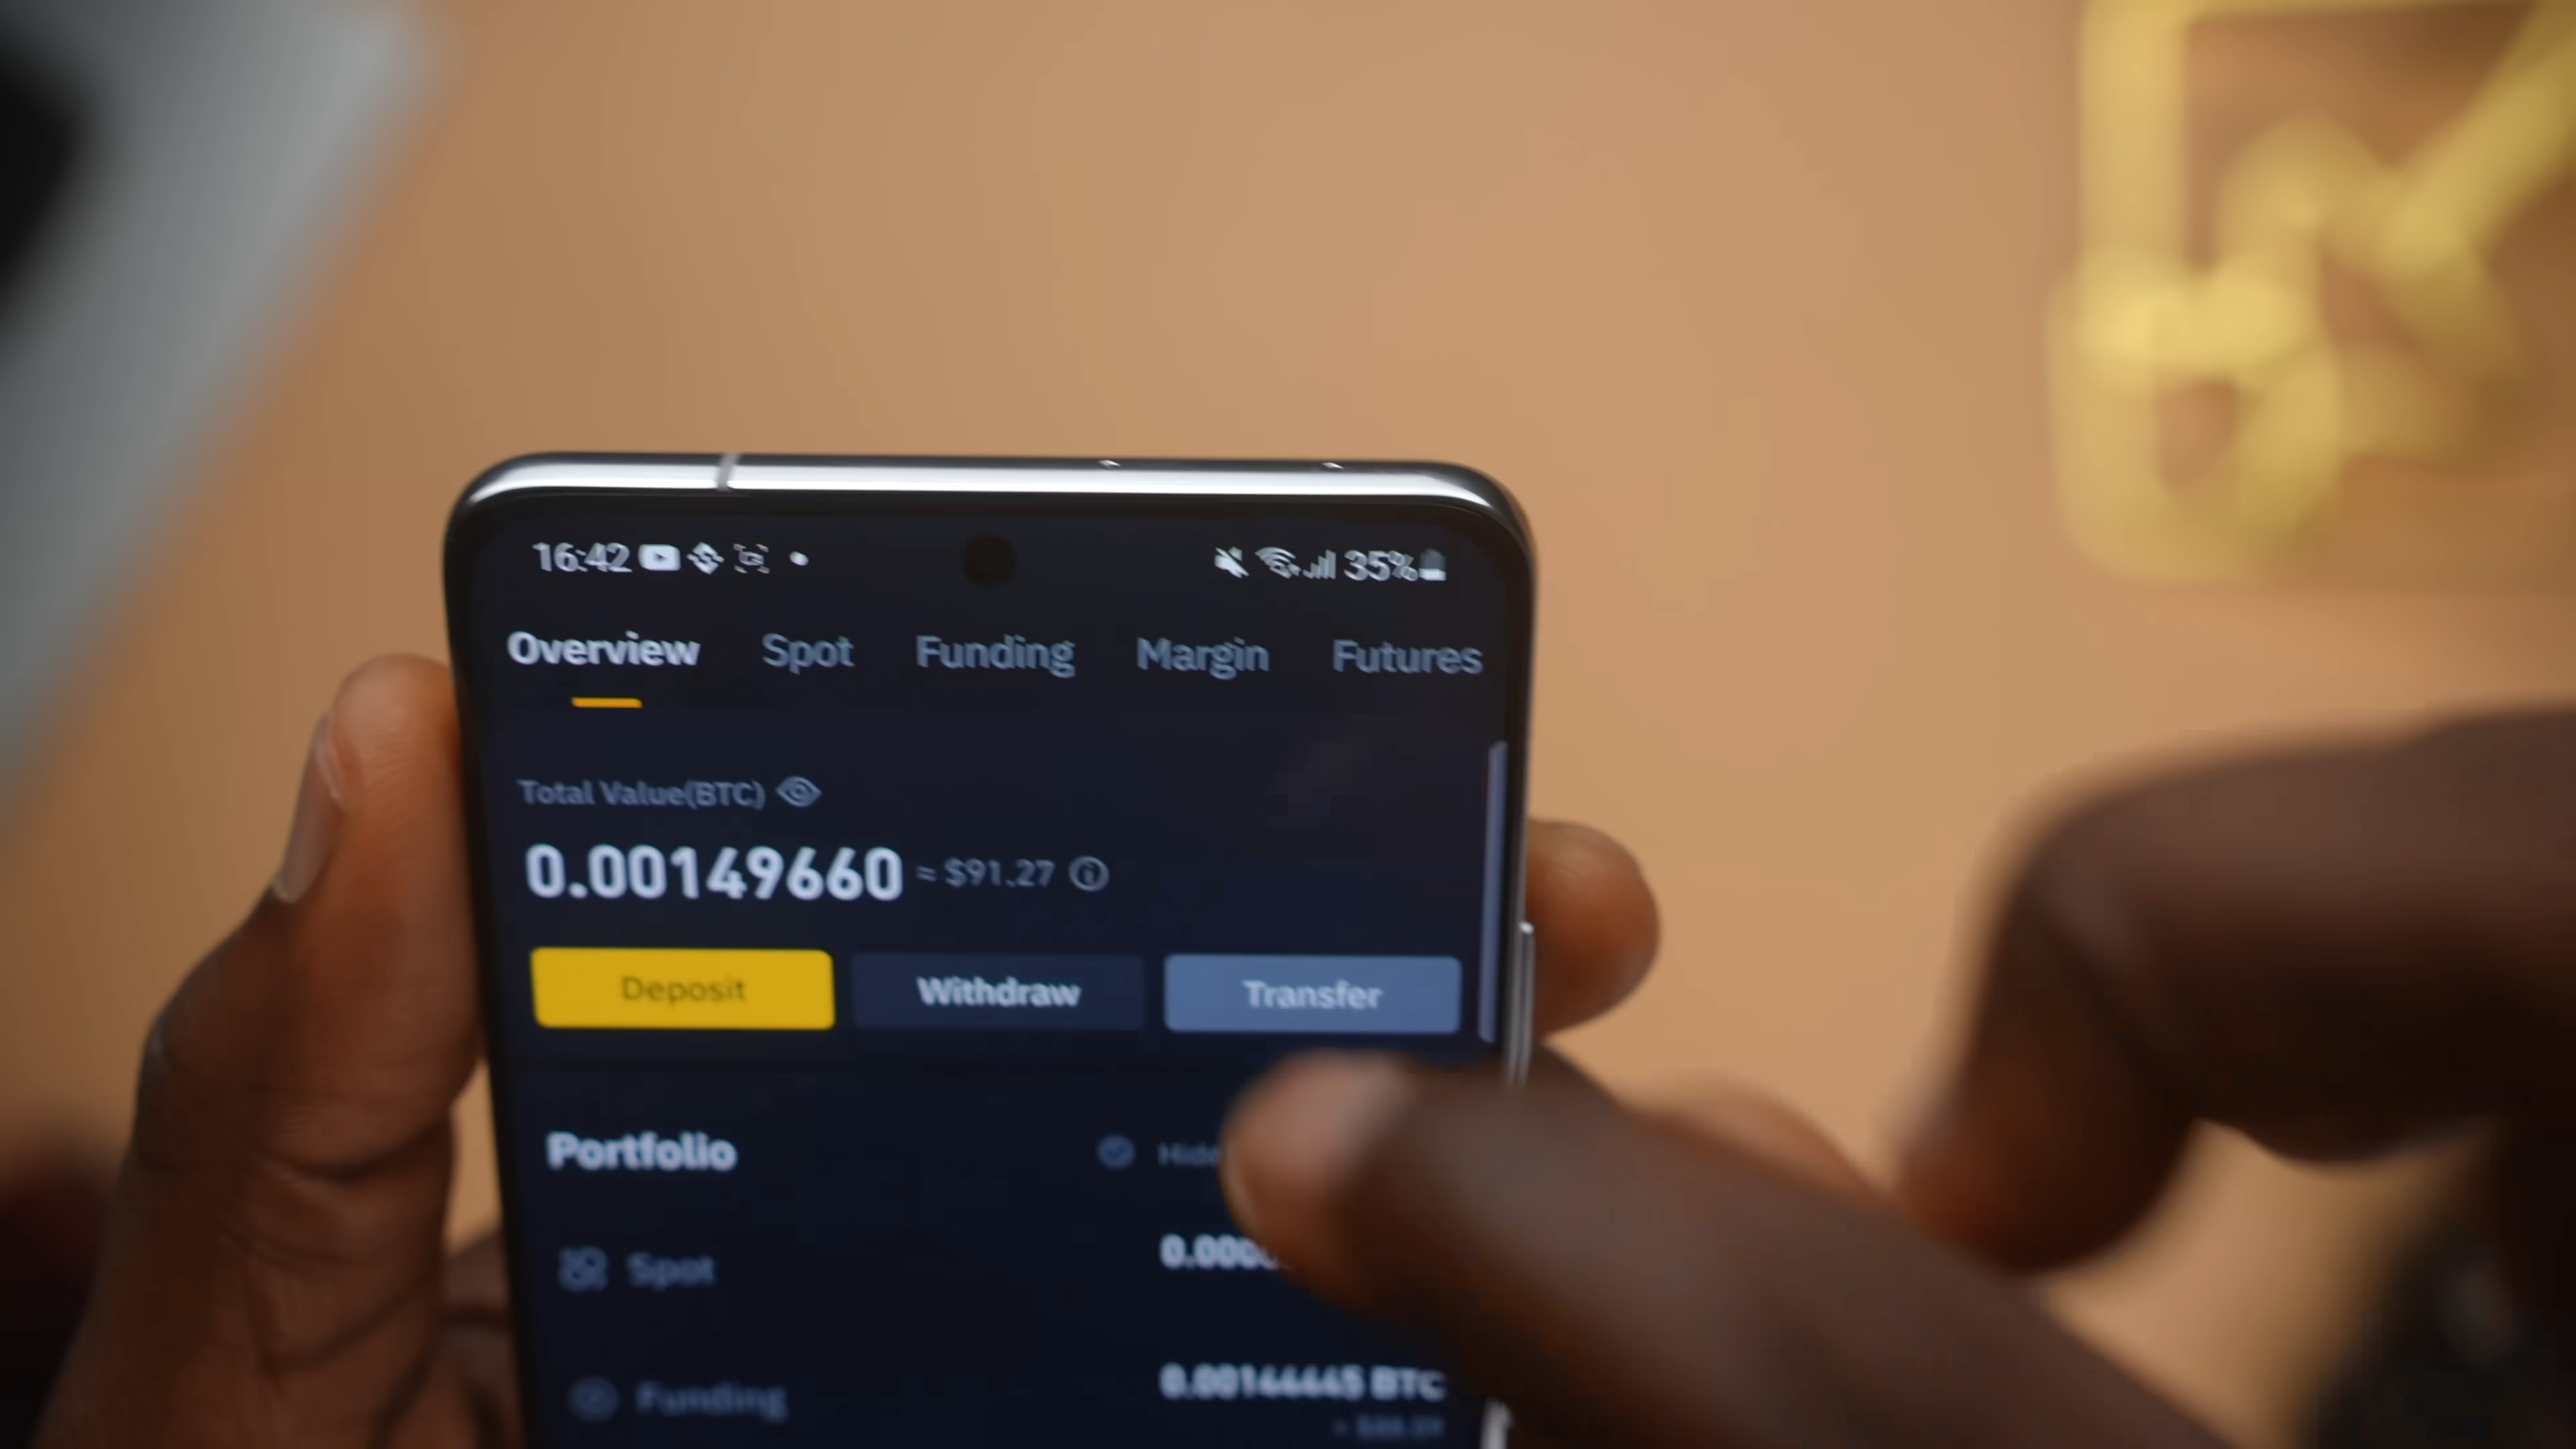 16:42 35%
Overview Spot Funding Margin Futures
Total Value(BTC)
0.00149660 ≈ $91.27
Deposit Withdraw Transfer
Portfolio
Spot
Funding 0.00144445 BTC